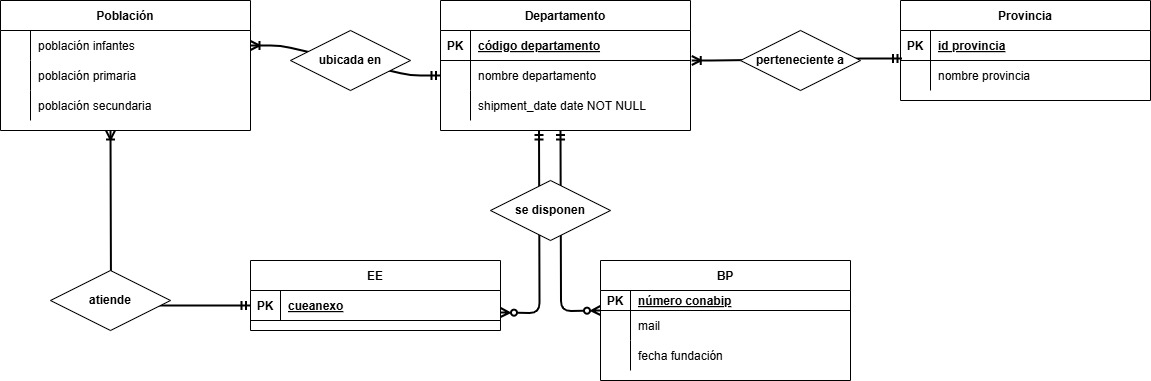 Población
población infantes
población primaria
población secundaria
ubicada en
Departamento
PK código departamento
nombre departamento
shipment_date date NOT NULL
perteneciente a
Provincia
PK id provincia
nombre provincia
se disponen
atiende
EE
PK cueanexo
BP
PK número conabip
mail
fecha fundación